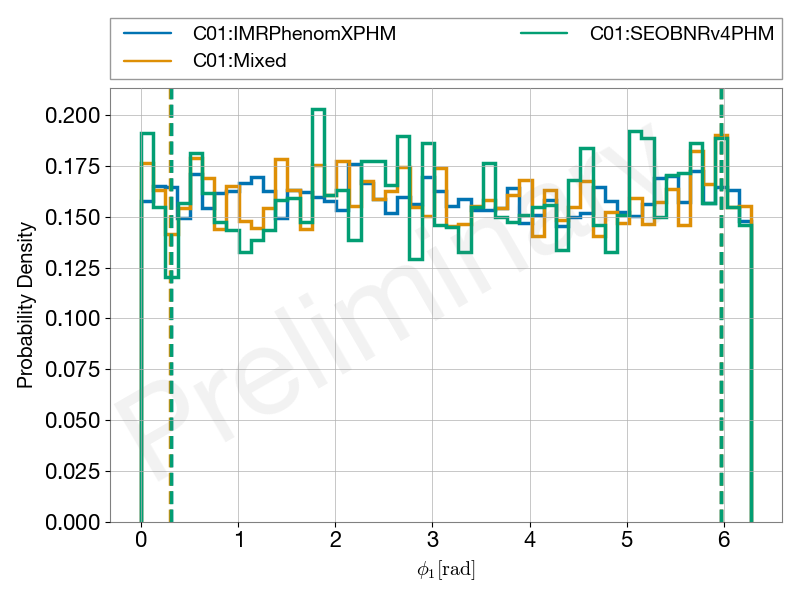 C01:IMRPhenomXPHM
C01:Mixed
C01:SEOBNRv4PHM
Preliminary
Probability Density
0.200
0.175
0.150
0.125
0.100
0.075
0.050
0.025
0.000
0 1 2 3 4 5 6
ϕ₁[rad]